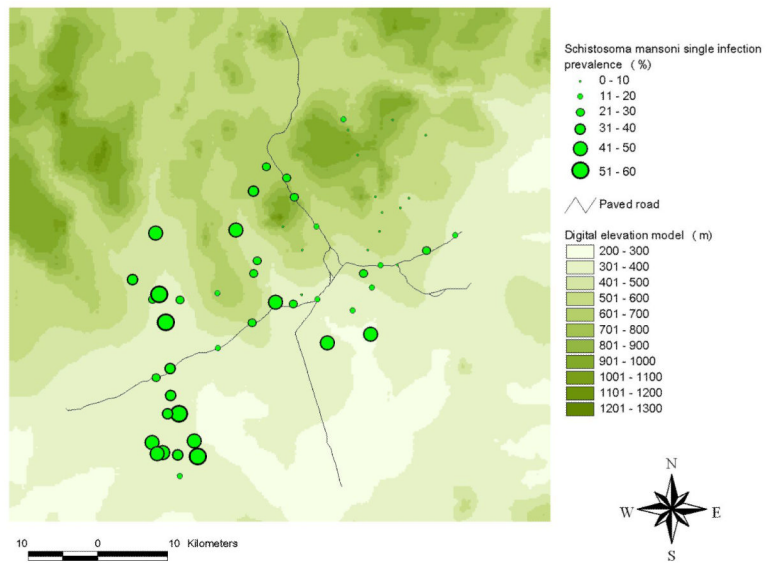 Schistosoma mansoni single infection
prevalence ( %)
0 - 10
11 - 20
21 - 30
31 - 40
41 - 50
51 - 60
Paved road
Digital elevation model ( m)
200 - 300
301 - 400
401 - 500
501 - 600
601 - 700
701 - 800
801 - 900
901 - 1000
1001 - 1100
1101 - 1200
1201 - 1300
N
W E
S
10 0 10 Kilometers